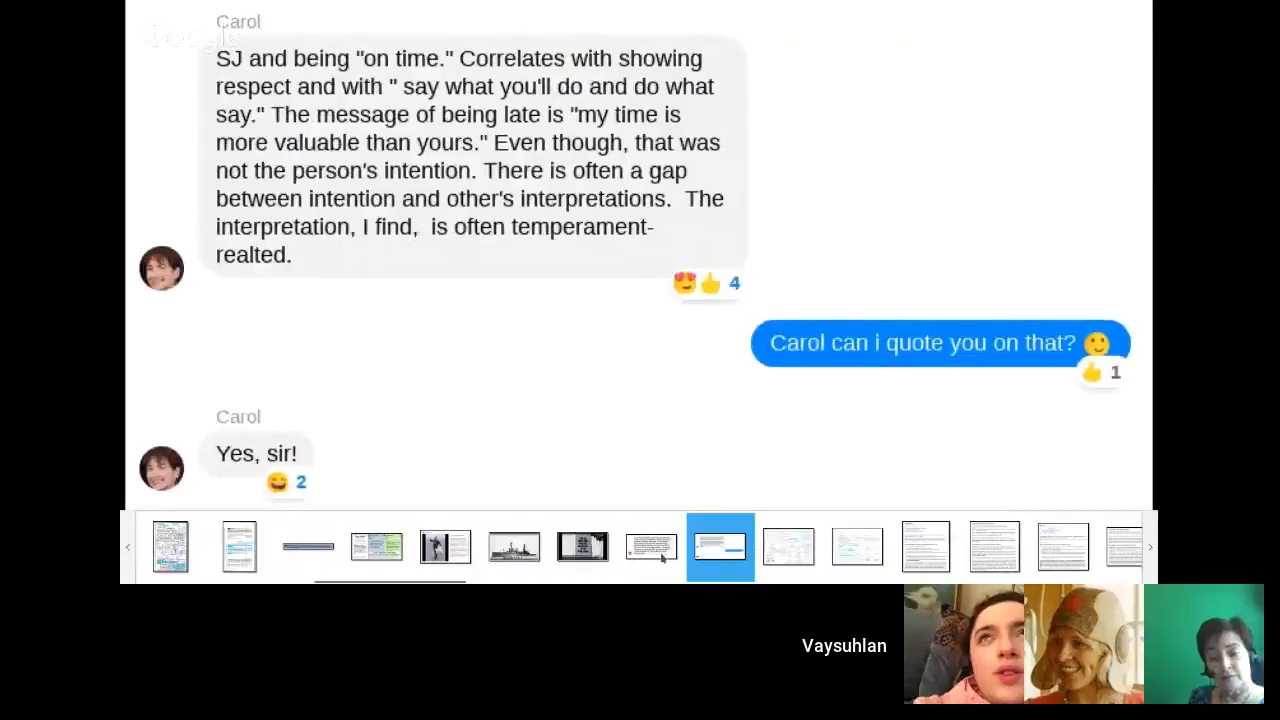 Carol
Google
SJ and being "on time." Correlates with showing
respect and with " say what you'll do and do what
say." The message of being late is "my time is
more valuable than yours." Even though, that was
not the person's intention. There is often a gap
between intention and other's interpretations.  The
interpretation, I find,  is often temperament-
realted.
4
Carol can i quote you on that?
1
Carol
Yes, sir!
2
Vaysuhlan